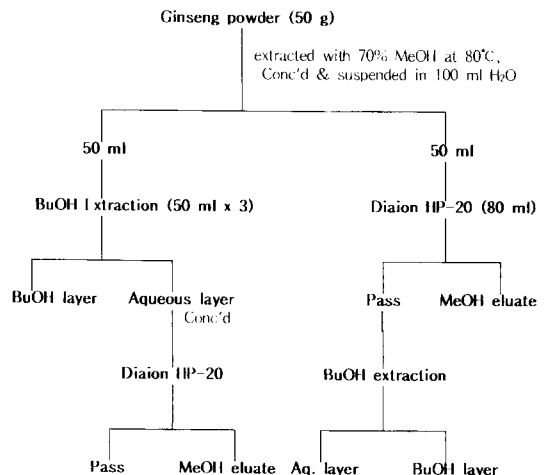 Ginseng powder (50 g)
extracted with 70% MeOH at 80°C,
Conc'd & suspended in 100 ml H₂O
50 ml
50 ml
BuOH Extraction (50 ml x 3)
Diaion HP-20 (80 ml)
BuOH layer
Aqueous layer
Conc'd
Pass
MeOH eluate
Diaion HP-20
BuOH extraction
Pass
MeOH eluate
Aq. layer
BuOH layer